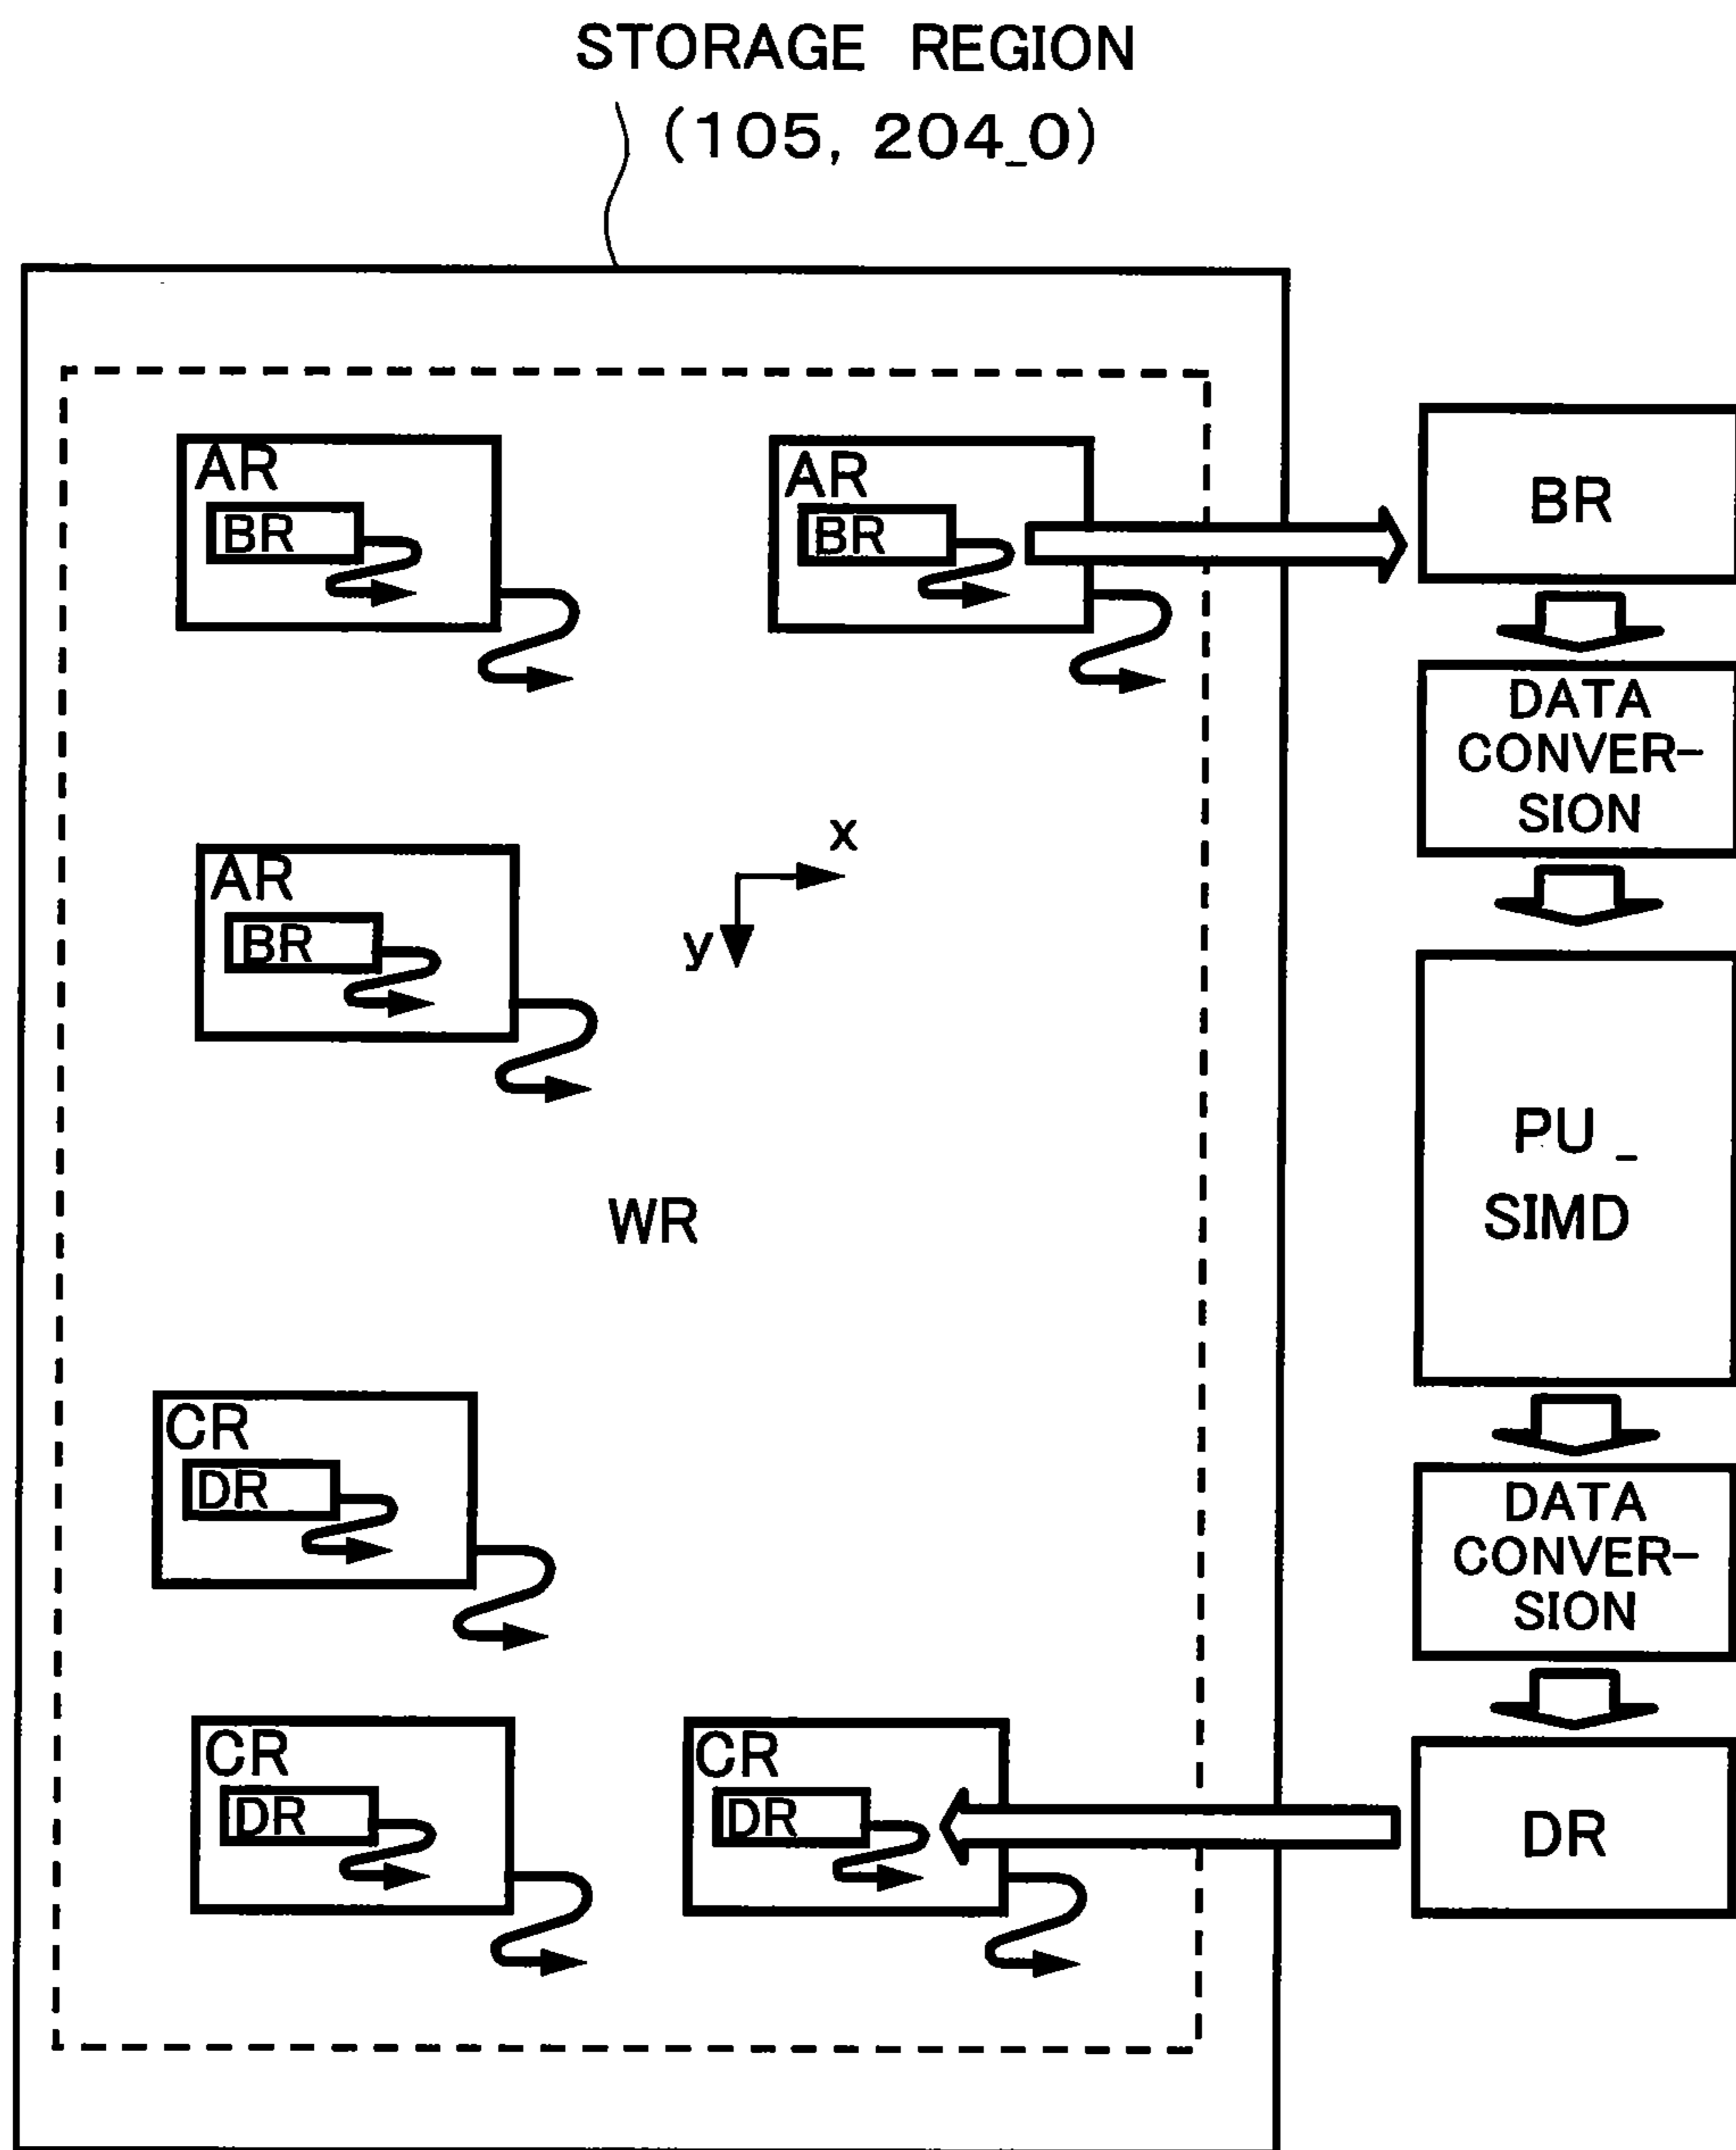 STORAGE REGION
(105, 204_0)
AR
BR
AR
BR
BR
DATA
CONVER-
SION
x
y
AR
BR
PU_
SIMD
WR
CR
DR
DATA
CONVER-
SION
CR
DR
CR
DR
DR